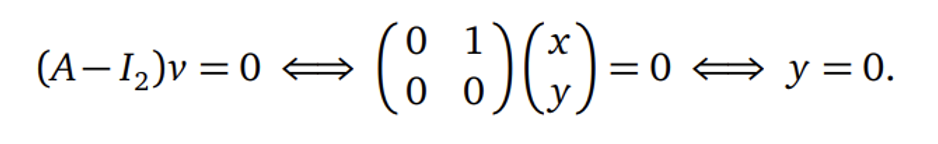 (A − I₂)v = 0 ⟺ (0 1; 0 0)(x; y) = 0 ⟺ y = 0.